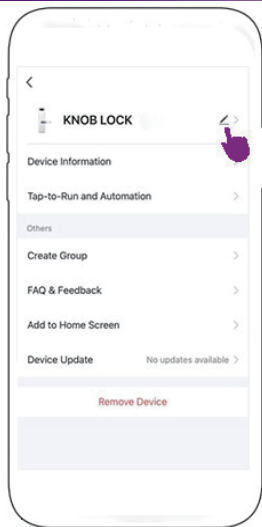 KNOB LOCK
Device Information
Tap-to-Run and Automation
Others
Create Group
FAQ & Feedback
Add to Home Screen
Device Update No updates available
Remove Device